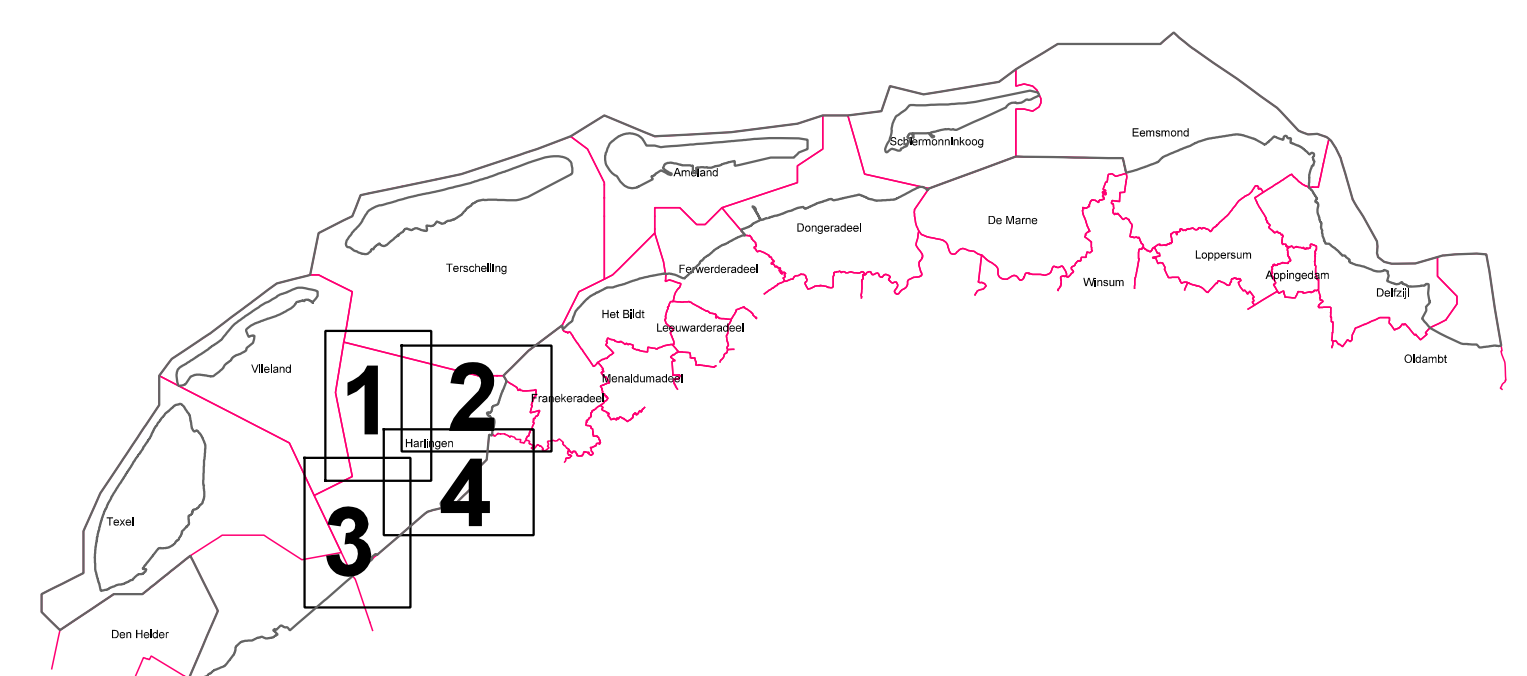 Eemsmond
Schiermonninkoog
Ameland
De Marne
Dongeradeel
Loppersum
Terschelling
Ferwerderadeel
Appingedam
Winsum
Delfzijl
Het Bildt
Leeuwarderadeel
Oldambt
Vlieland
Menaldumadeel
1
2
Franekeradeel
Harlingen
4
Texel
3
Den Helder